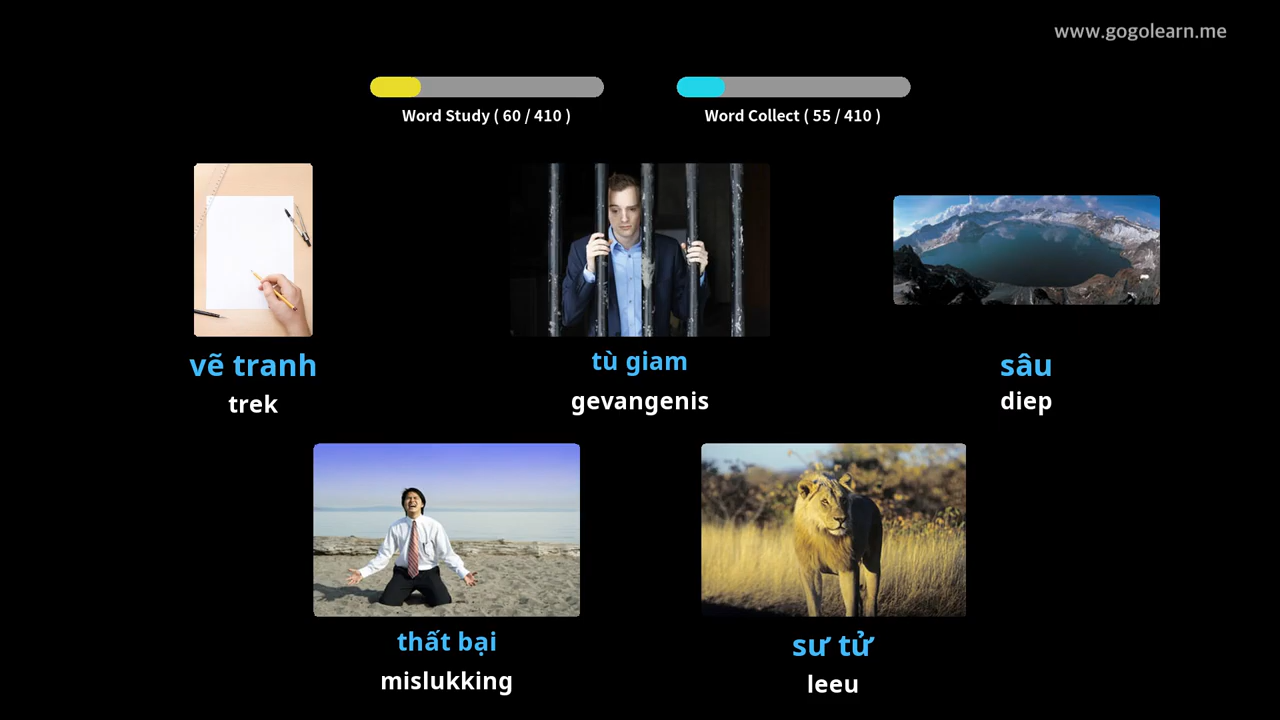 www.gogolearn.me
Word Study ( 60 / 410 )
Word Collect ( 55 / 410 )
vẽ tranh
trek
tù giam
gevangenis
sâu
diep
thất bại
mislukking
sư tử
leeu